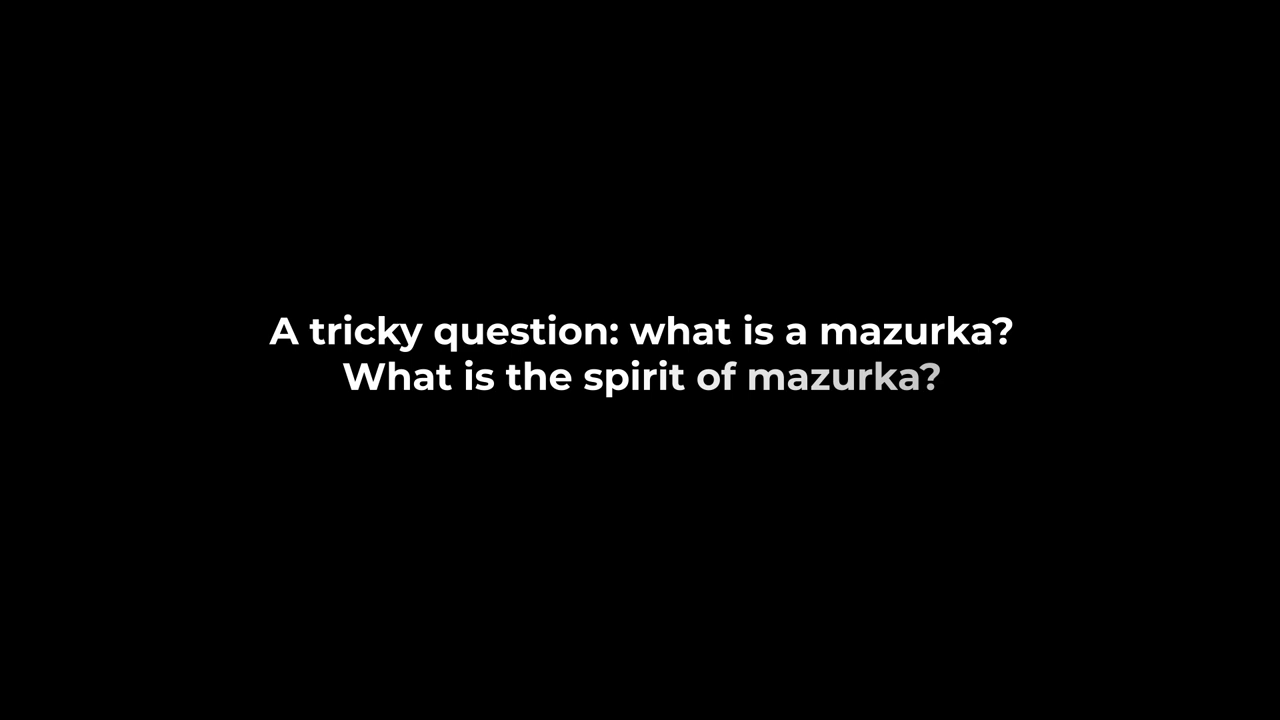 A tricky question: what is a mazurka?
What is the spirit of mazurka?